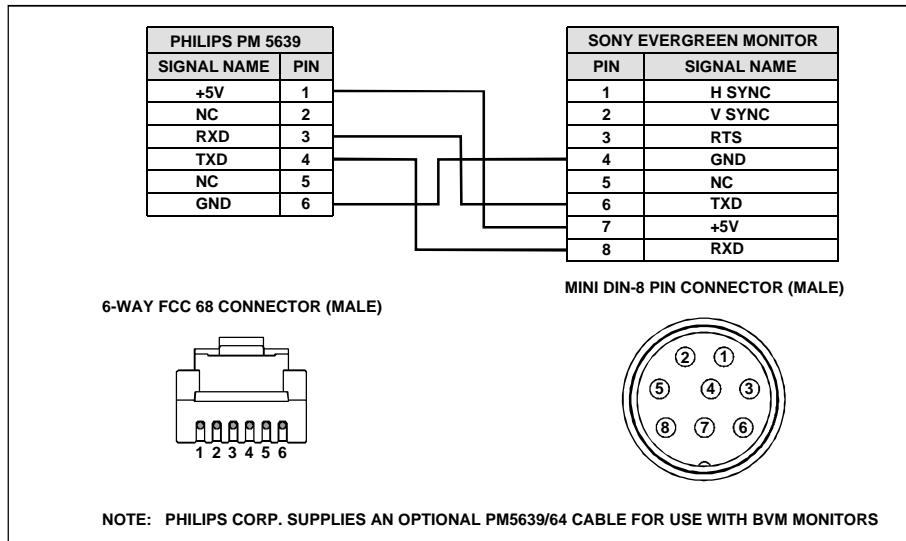 PHILIPS PM 5639
SIGNAL NAME PIN
+5V 1
NC 2
RXD 3
TXD 4
NC 5
GND 6
SONY EVERGREEN MONITOR
PIN SIGNAL NAME
1 H SYNC
2 V SYNC
3 RTS
4 GND
5 NC
6 TXD
7 +5V
8 RXD
6-WAY FCC 68 CONNECTOR (MALE)
1 2 3 4 5 6
MINI DIN-8 PIN CONNECTOR (MALE)
2 1
5 4 3
8 7 6
NOTE: PHILIPS CORP. SUPPLIES AN OPTIONAL PM5639/64 CABLE FOR USE WITH BVM MONITORS